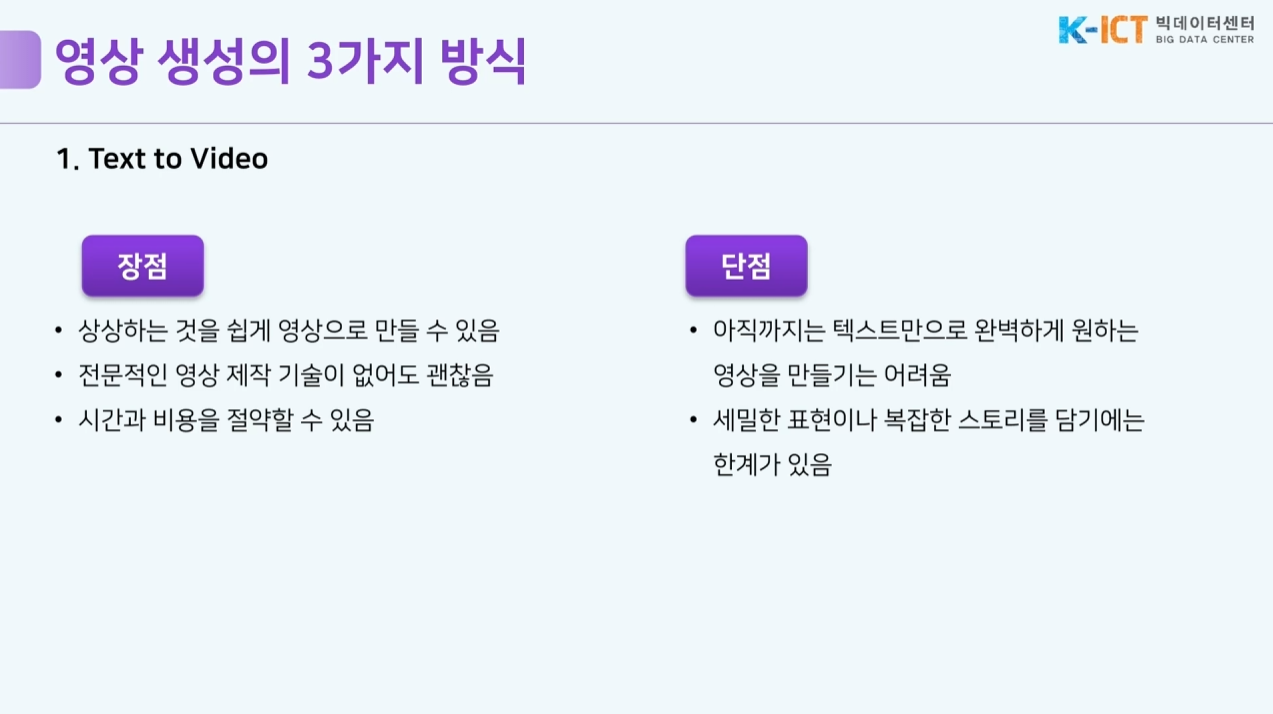 영상 생성의 3가지 방식
K-ICT 빅데이터센터
BIG DATA CENTER
1. Text to Video
장점
• 상상하는 것을 쉽게 영상으로 만들 수 있음
• 전문적인 영상 제작 기술이 없어도 괜찮음
• 시간과 비용을 절약할 수 있음
단점
• 아직까지는 텍스트만으로 완벽하게 원하는
영상을 만들기는 어려움
• 세밀한 표현이나 복잡한 스토리를 담기에는
한계가 있음